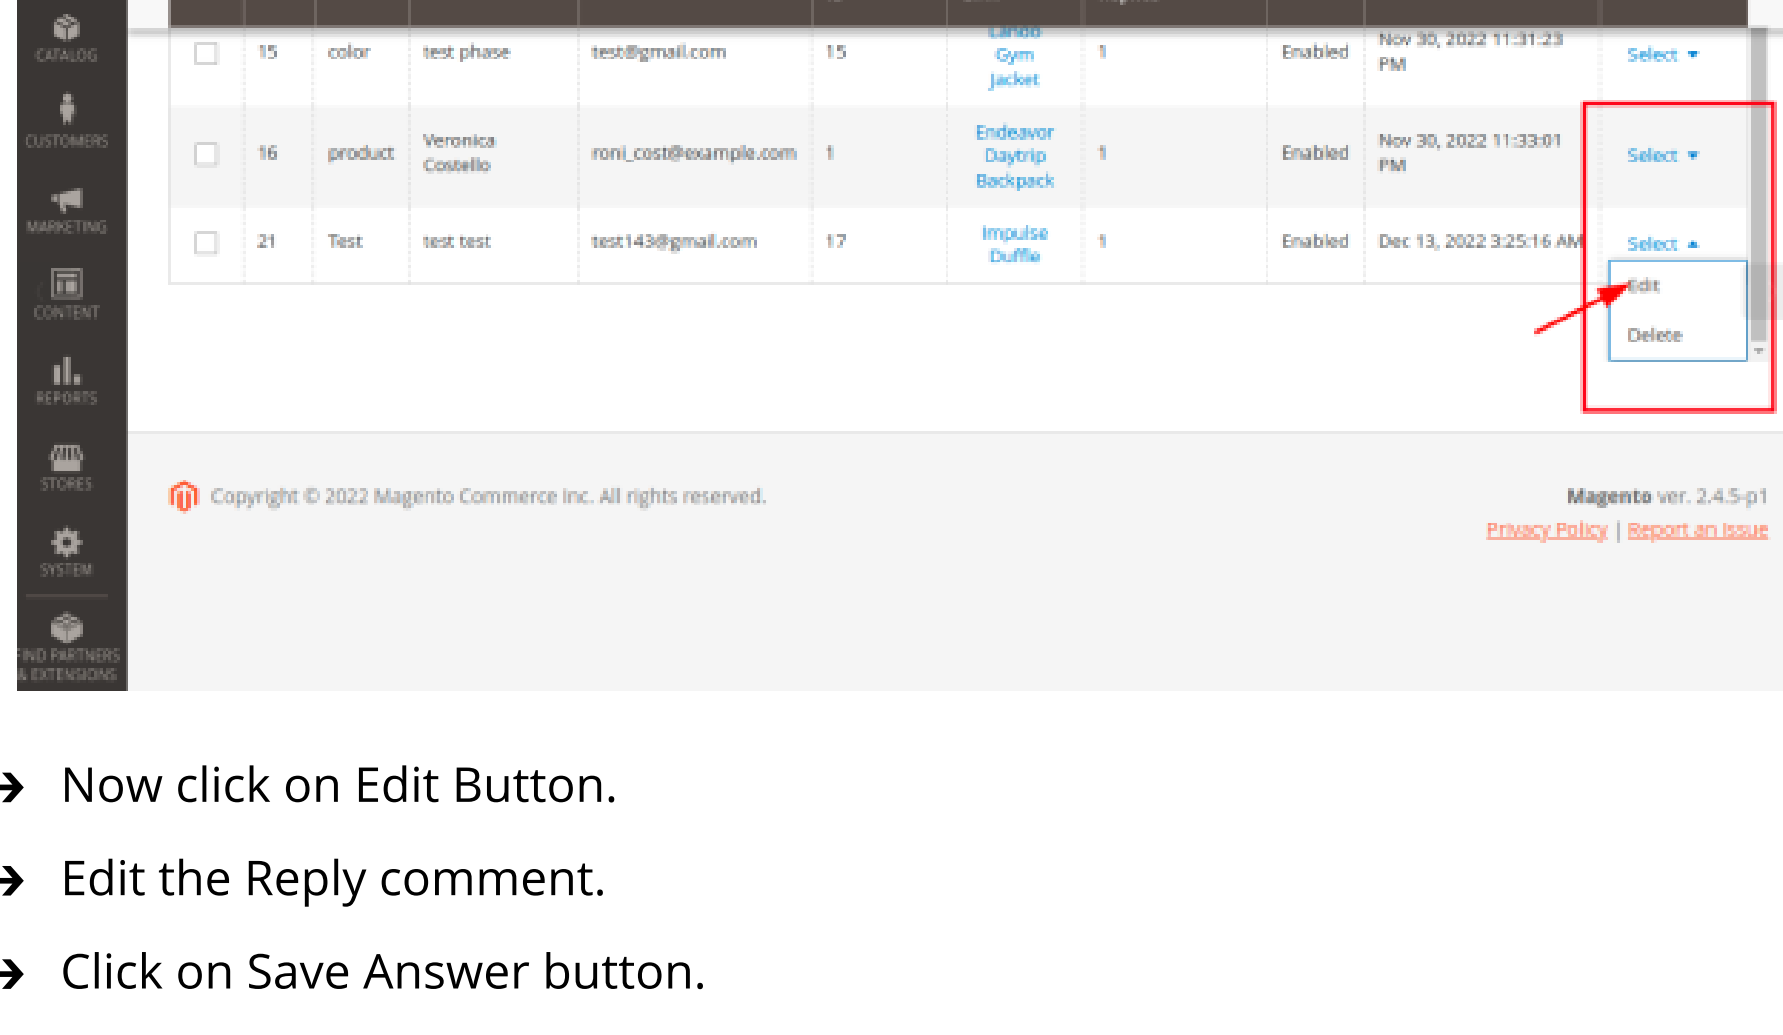 CATALOG
CUSTOMERS
MARKETING
CONTENT
REPORTS
STORES
SYSTEM
FIND PARTNERS
& EXTENSIONS
15 color test phase test@gmail.com 15 Lando Gym Jacket 1 Enabled Nov 30, 2022 11:31:23 PM Select
16 product Veronica Costello roni_cost@example.com 1 Endeavor Daytrip Backpack 1 Enabled Nov 30, 2022 11:33:01 PM Select
21 Test test test test143@gmail.com 17 Impulse Duffle 1 Enabled Dec 13, 2022 3:25:16 AM Select
Edit
Delete
Copyright © 2022 Magento Commerce Inc. All rights reserved.
Magento ver. 2.4.5-p1
Privacy Policy | Report an Issue
→ Now click on Edit Button.
→ Edit the Reply comment.
→ Click on Save Answer button.